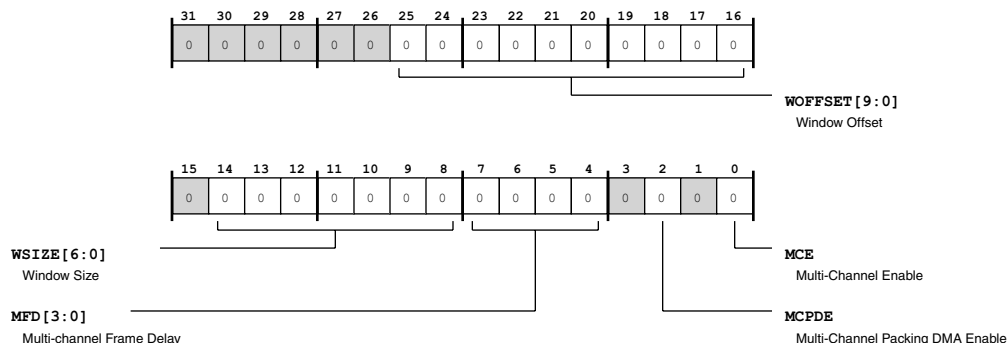 31 30 29 28 27 26 25 24 23 22 21 20 19 18 17 16
0 0 0 0 0 0 0 0 0 0 0 0 0 0 0 0
WOFFSET[9:0]
Window Offset
15 14 13 12 11 10 9 8 7 6 5 4 3 2 1 0
0 0 0 0 0 0 0 0 0 0 0 0 0 0 0 0
WSIZE[6:0] MCE
Window Size Multi-Channel Enable
MFD[3:0] MCPDE
Multi-channel Frame Delay Multi-Channel Packing DMA Enable